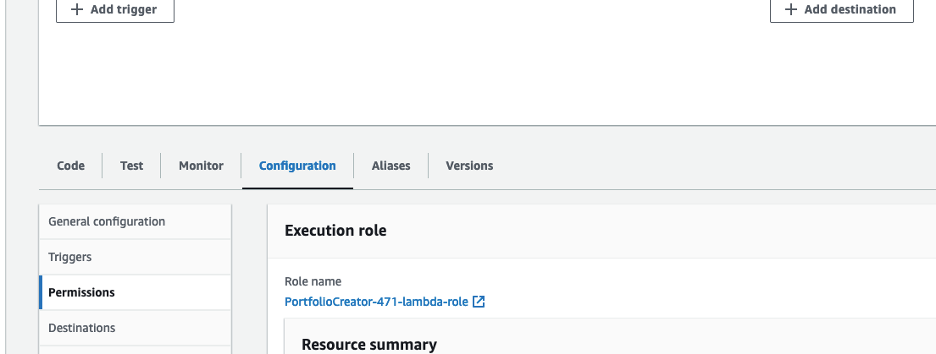 + Add trigger
+ Add destination
Code
Test
Monitor
Configuration
Aliases
Versions
General configuration
Triggers
Permissions
Destinations
Execution role
Role name
PortfolioCreator-471-lambda-role
Resource summary